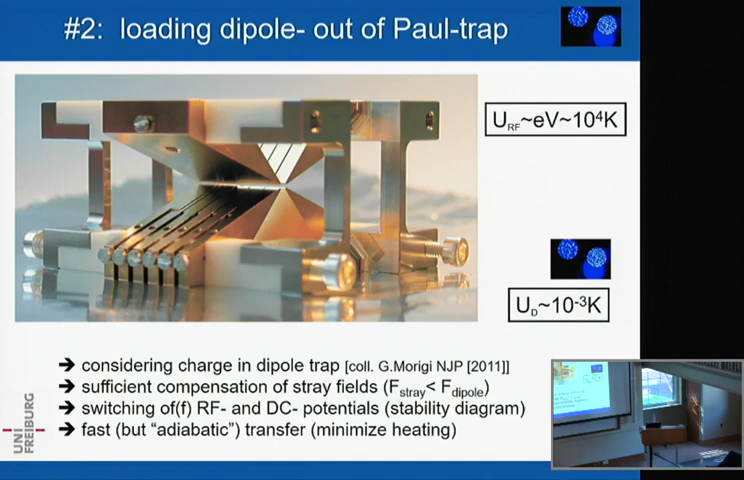 #2: loading dipole- out of Paul-trap
U_RF~eV~10⁴K
U_D~10⁻³K
➔ considering charge in dipole trap [coll. G.Morigi NJP [2011]]
➔ sufficient compensation of stray fields (F_stray< F_dipole)
➔ switching of(f) RF- and DC- potentials (stability diagram)
➔ fast (but "adiabatic") transfer (minimize heating)
UNI
FREIBURG